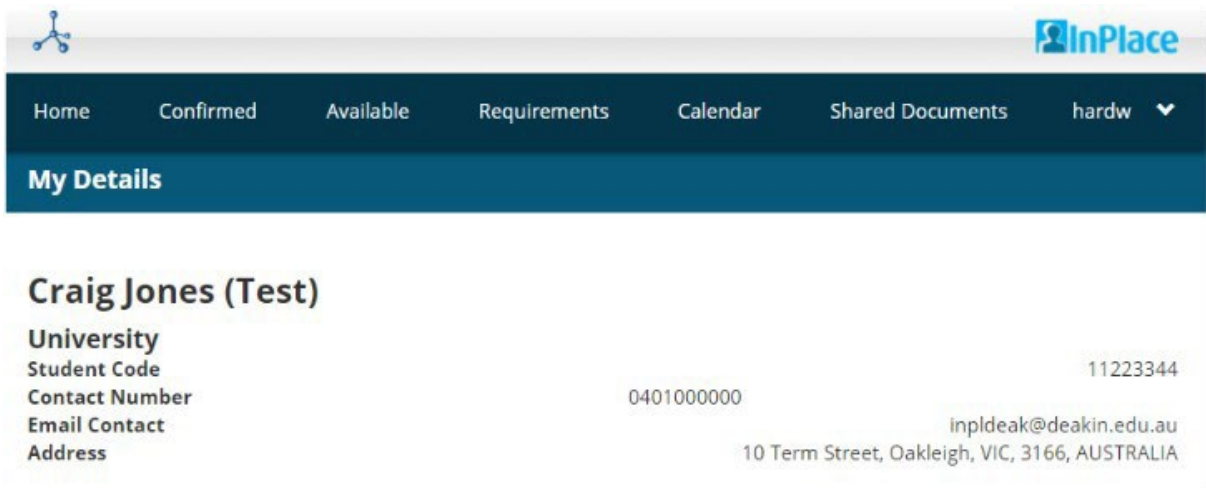 InPlace
Home Confirmed Available Requirements Calendar Shared Documents hardw
My Details
Craig Jones (Test)
University
Student Code 11223344
Contact Number 0401000000
Email Contact inpldeak@deakin.edu.au
Address 10 Term Street, Oakleigh, VIC, 3166, AUSTRALIA